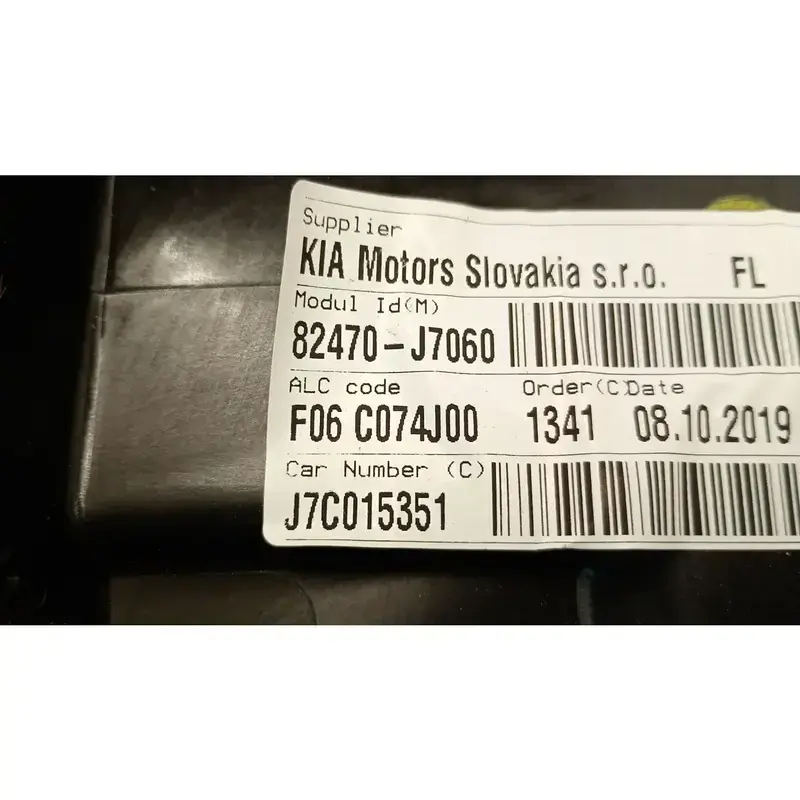 Supplier
KIA Motors Slovakia s.r.o. FL
Modul Id(M)
82470-J7060
ALC code Order(C)Date
F06 C074J00 1341 08.10.2019
Car Number (C)
J7C015351